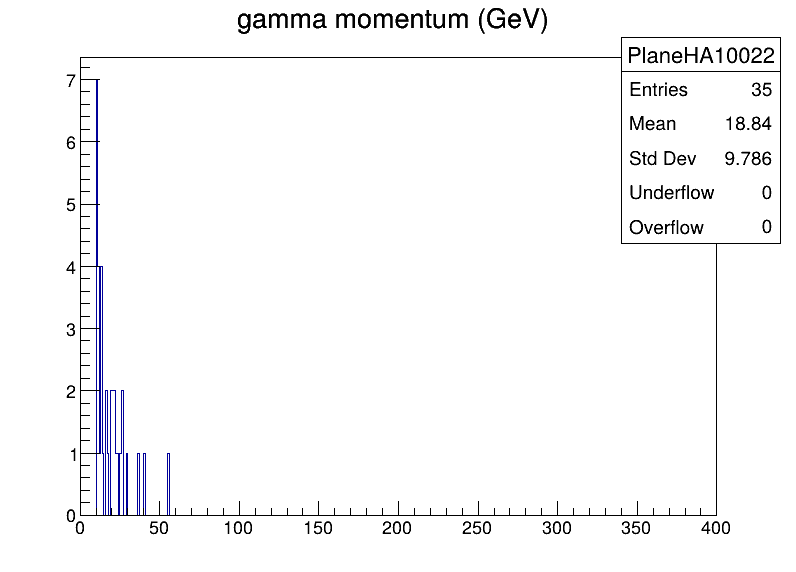 gamma momentum (GeV)
PlaneHA10022
Entries 35
Mean 18.84
Std Dev 9.786
Underflow 0
Overflow 0
7
6
5
4
3
2
1
0
0 50 100 150 200 250 300 350 400